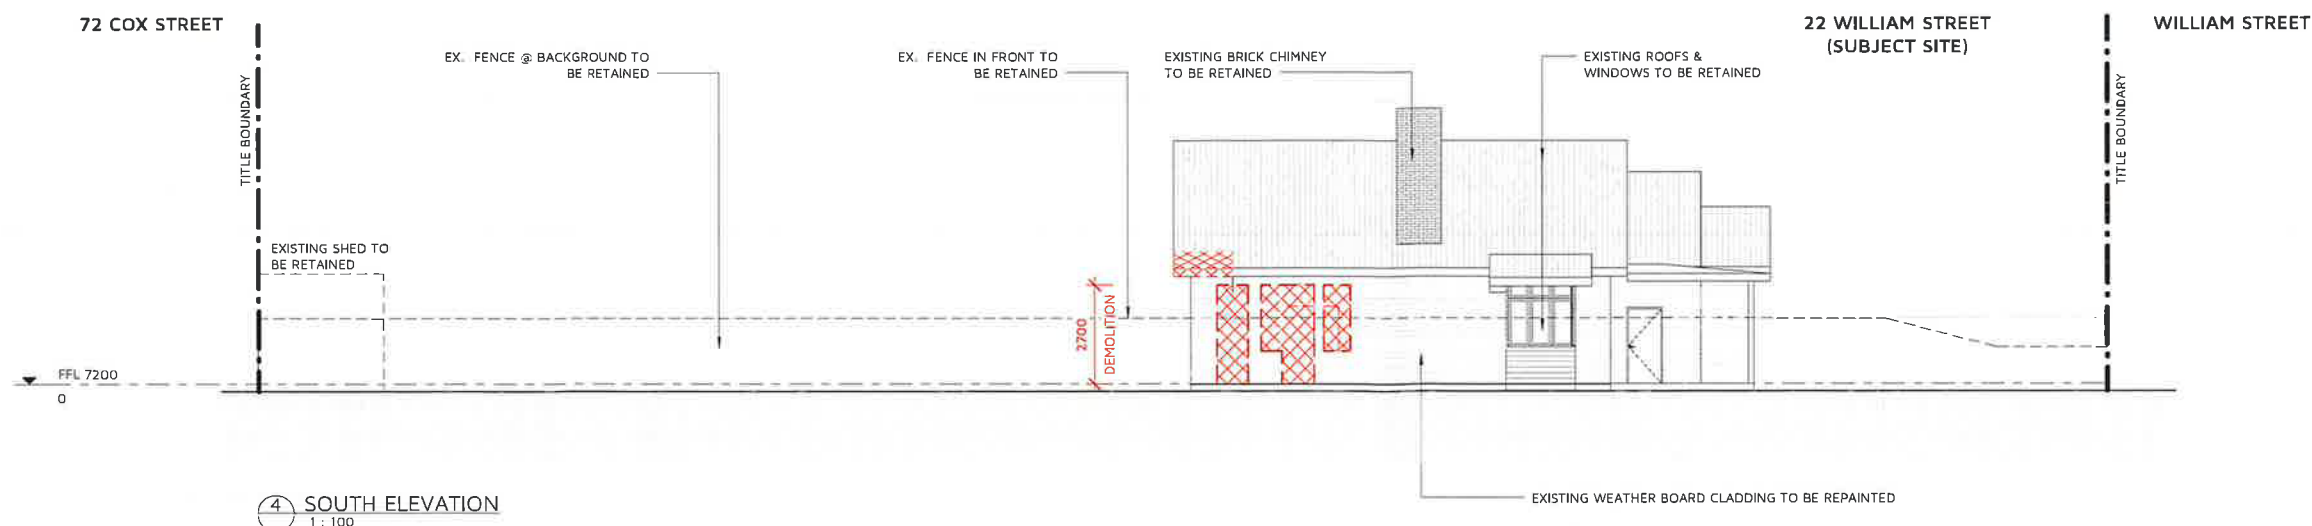 72 COX STREET
22 WILLIAM STREET
(SUBJECT SITE)
WILLIAM STREET
EX. FENCE @ BACKGROUND TO
BE RETAINED
EX. FENCE IN FRONT TO
BE RETAINED
EXISTING BRICK CHIMNEY
TO BE RETAINED
EXISTING ROOFS &
WINDOWS TO BE RETAINED
TITLE BOUNDARY
TITLE BOUNDARY
EXISTING SHED TO
BE RETAINED
2700
DEMOLITION
FFL 7200
0
EXISTING WEATHER BOARD CLADDING TO BE REPAINTED
4 SOUTH ELEVATION
1 : 100